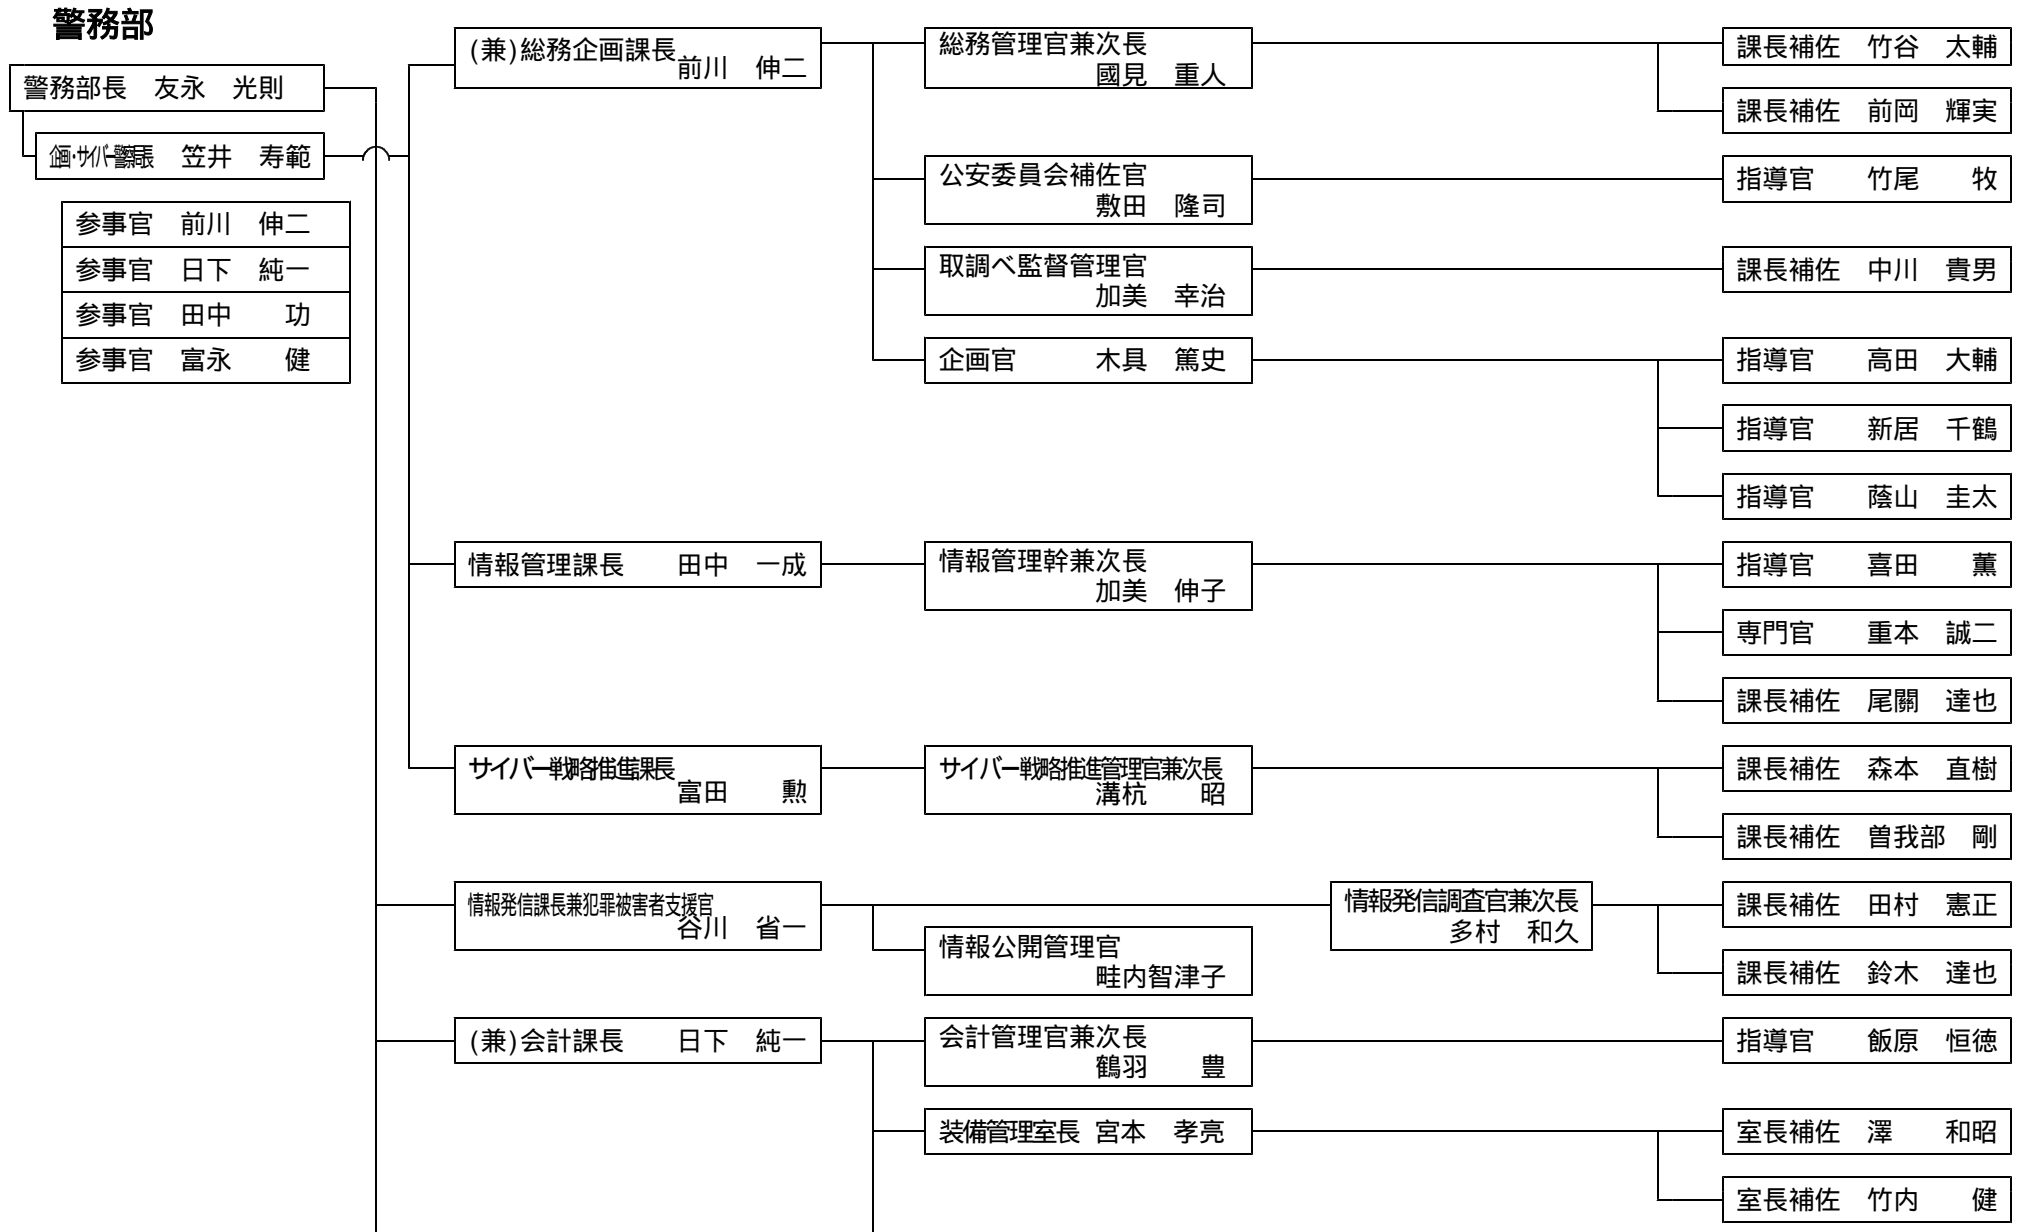 警務部
警務部長　友永　光則
企画・サイバー警察局長　笠井　寿範
参事官　前川　伸二
参事官　日下　純一
参事官　田中　　功
参事官　富永　　健
(兼)総務企画課長
前川　伸二
総務管理官兼次長
國見　重人
課長補佐　竹谷　太輔
課長補佐　前岡　輝実
公安委員会補佐官
敷田　隆司
指導官　　竹尾　　牧
取調べ監督管理官
加美　幸治
課長補佐　中川　貴男
企画官　　　木具　篤史
指導官　　高田　大輔
指導官　　新居　千鶴
指導官　　蔭山　圭太
情報管理課長　　田中　一成
情報管理幹兼次長
加美　伸子
指導官　　喜田　　薫
専門官　　重本　誠二
課長補佐　尾關　達也
サイバー戦略推進課長
富田　　勲
サイバー戦略推進管理官兼次長
溝杭　　昭
課長補佐　森本　直樹
課長補佐　曽我部　剛
情報発信課長兼犯罪被害者支援官
谷川　省一
情報発信調査官兼次長
多村　和久
課長補佐　田村　憲正
情報公開管理官
畦内智津子
課長補佐　鈴木　達也
(兼)会計課長　　日下　純一
会計管理官兼次長
鶴羽　　豊
指導官　　飯原　恒徳
装備管理室長　宮本　孝亮
室長補佐　澤　　和昭
室長補佐　竹内　　健